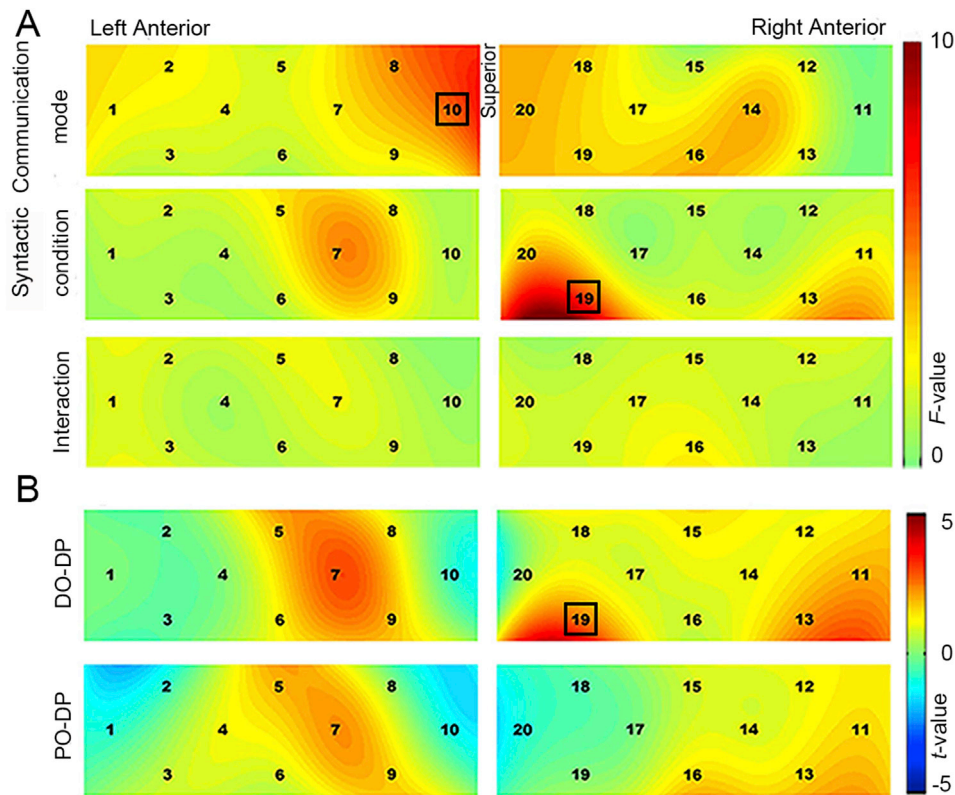 A
Left Anterior
Right Anterior
Communication
mode
Superior
2 5 8 18 15 12
1 4 7 10 20 17 14 11
3 6 9 19 16 13
10
Syntactic
condition
2 5 8 18 15 12
1 4 7 10 20 17 14 11
3 6 9 19 16 13
Interaction
2 5 8 18 15 12
1 4 7 10 20 17 14 11
3 6 9 19 16 13
F-value
0
B
DO-DP
2 5 8 18 15 12
1 4 7 10 20 17 14 11
3 6 9 19 16 13
5
PO-DP
2 5 8 18 15 12
1 4 7 10 20 17 14 11
3 6 9 19 16 13
0
t-value
-5